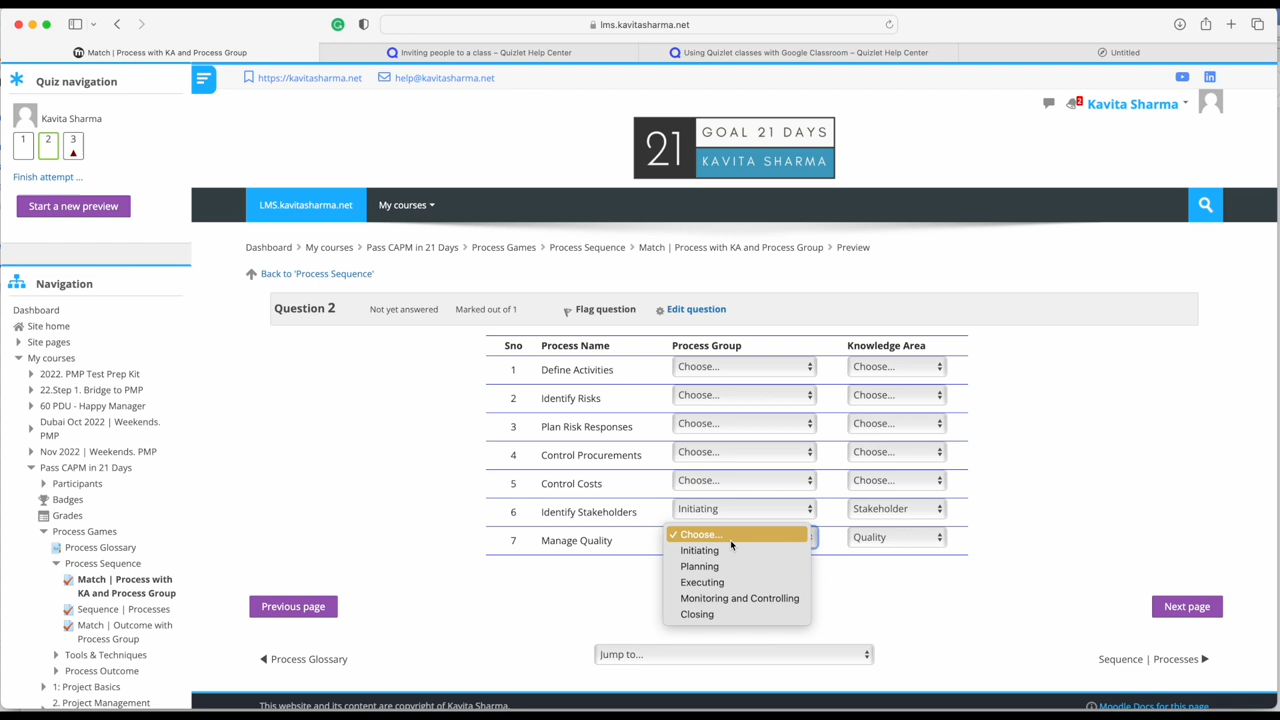 lms.kavitasharma.net
Match | Process with KA and Process Group
Inviting people to a class – Quizlet Help Center
Using Quizlet classes with Google Classroom – Quizlet Help Center
Untitled
Quiz navigation
https://kavitasharma.net
help@kavitasharma.net
Kavita Sharma
2
Kavita Sharma
1 2 3
Finish attempt ...
Start a new preview
21
GOAL 21 DAYS
KAVITA SHARMA
LMS.kavitasharma.net
My courses
Dashboard > My courses > Pass CAPM in 21 Days > Process Games > Process Sequence > Match | Process with KA and Process Group > Preview
Back to 'Process Sequence'
Navigation
Dashboard
Site home
Site pages
My courses
2022. PMP Test Prep Kit
22.Step 1. Bridge to PMP
60 PDU - Happy Manager
Dubai Oct 2022 | Weekends.
PMP
Nov 2022 | Weekends. PMP
Pass CAPM in 21 Days
Participants
Badges
Grades
Process Games
Process Glossary
Process Sequence
Match | Process with
KA and Process Group
Sequence | Processes
Match | Outcome with
Process Group
Tools & Techniques
Process Outcome
1: Project Basics
2. Project Management
Question 2 Not yet answered Marked out of 1 Flag question Edit question
Sno Process Name Process Group Knowledge Area
1 Define Activities Choose... Choose...
2 Identify Risks Choose... Choose...
3 Plan Risk Responses Choose... Choose...
4 Control Procurements Choose... Choose...
5 Control Costs Choose... Choose...
6 Identify Stakeholders Initiating Stakeholder
7 Manage Quality Quality
✓ Choose...
Initiating
Planning
Executing
Monitoring and Controlling
Closing
Previous page
Next page
◀ Process Glossary
Jump to...
Sequence | Processes ▶
This website and its content are copyright of Kavita Sharma.
Moodle Docs for this page